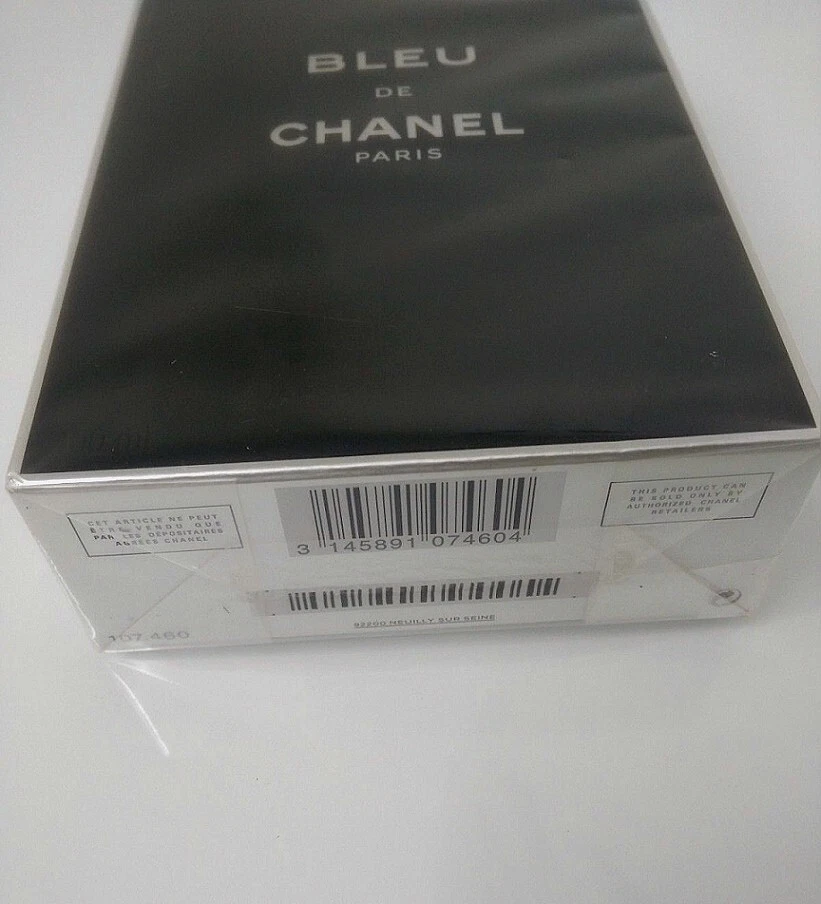 BLEU
DE
CHANEL
PARIS
CET ARTICLE NE PEUT
ETRE VENDU QUE
PAR LES DÉPOSITAIRES
AGRÉÉS CHANEL
3 145891 074604
THIS PRODUCT CAN
BE SOLD ONLY BY
AUTHORIZED CHANEL
RETAILERS
92200 NEUILLY SUR SEINE
107.460